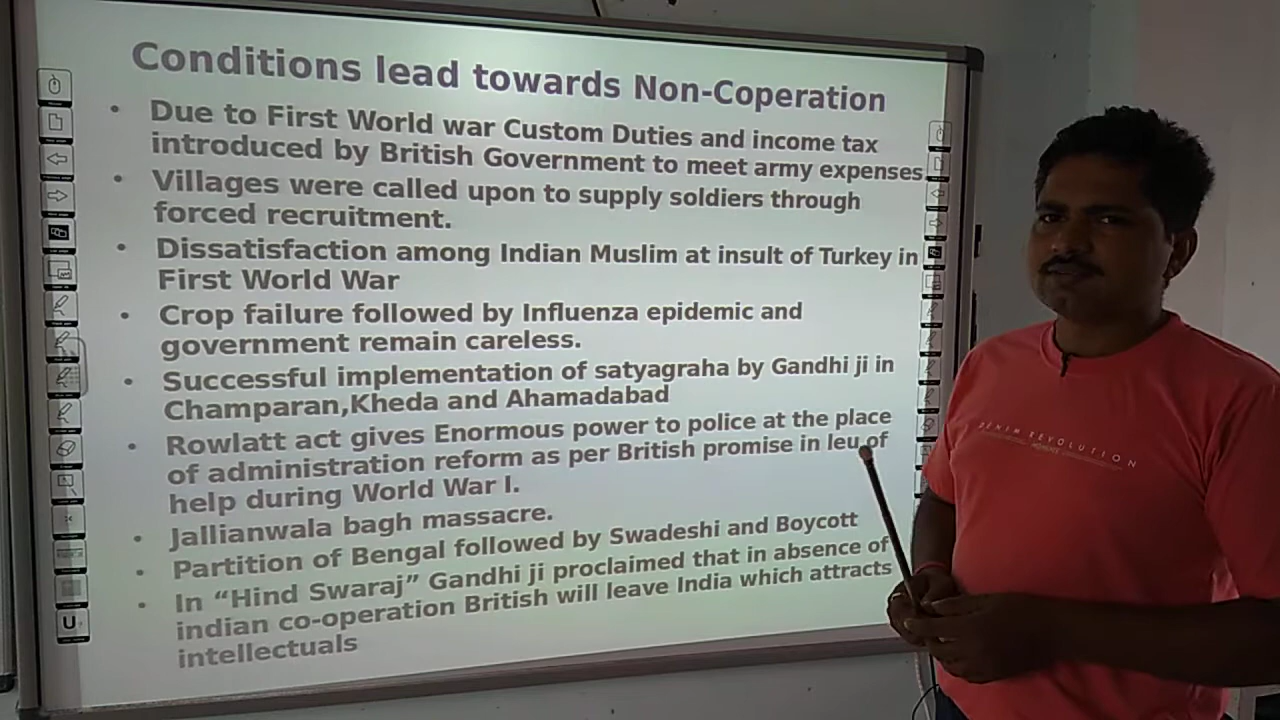 Conditions lead towards Non-Coperation
• Due to First World war Custom Duties and income tax
introduced by British Government to meet army expenses
• Villages were called upon to supply soldiers through
forced recruitment.
• Dissatisfaction among Indian Muslim at insult of Turkey in
First World War
• Crop failure followed by Influenza epidemic and
government remain careless.
• Successful implementation of satyagraha by Gandhi ji in
Champaran,Kheda and Ahamadabad
• Rowlatt act gives Enormous power to police at the place
of administration reform as per British promise in leu of
help during World War I.
• Jallianwala bagh massacre.
• Partition of Bengal followed by Swadeshi and Boycott
• In “Hind Swaraj” Gandhi ji proclaimed that in absence of
indian co-operation British will leave India which attracts
intellectuals
DENIM REVOLUTION